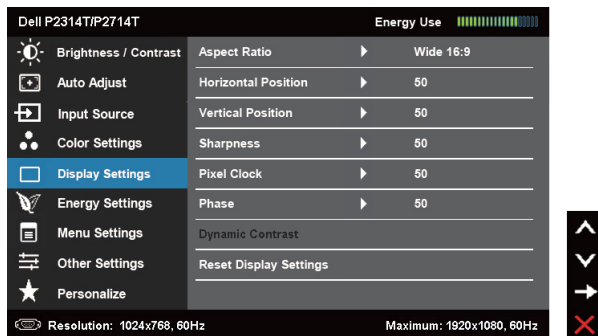 Dell P2314T/P2714T Energy Use
Brightness / Contrast
Auto Adjust
Input Source
Color Settings
Display Settings
Energy Settings
Menu Settings
Other Settings
Personalize
Aspect Ratio Wide 16:9
Horizontal Position 50
Vertical Position 50
Sharpness 50
Pixel Clock 50
Phase 50
Dynamic Contrast
Reset Display Settings
Resolution: 1024x768, 60Hz Maximum: 1920x1080, 60Hz